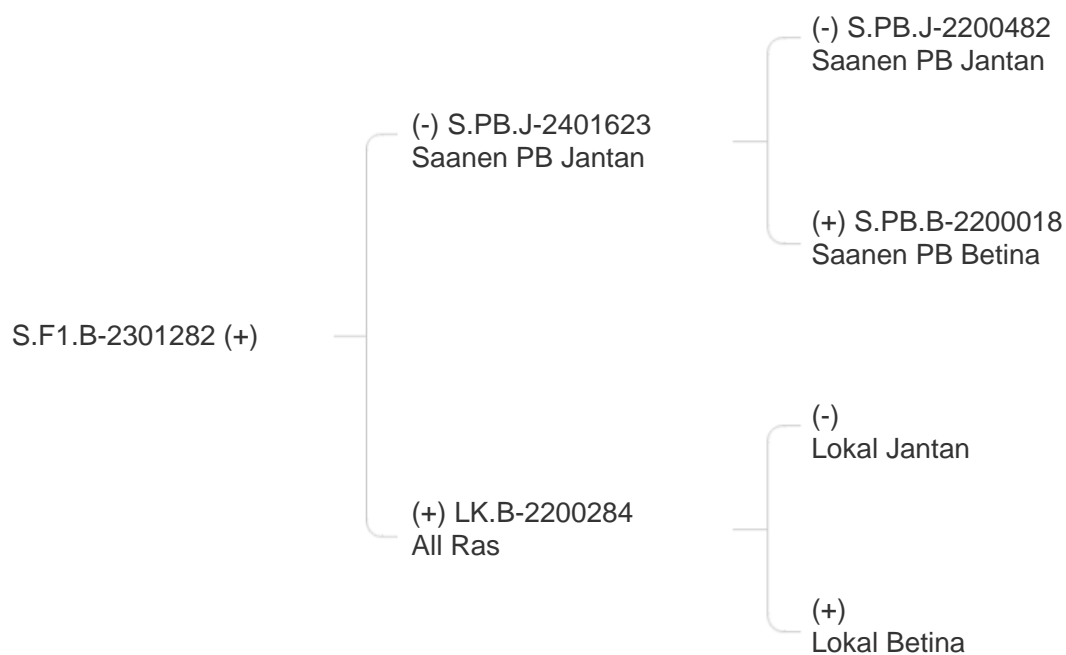 (-) S.PB.J-2200482
Saanen PB Jantan
(-) S.PB.J-2401623
Saanen PB Jantan
(+) S.PB.B-2200018
Saanen PB Betina
S.F1.B-2301282 (+)
(-)
Lokal Jantan
(+) LK.B-2200284
All Ras
(+)
Lokal Betina